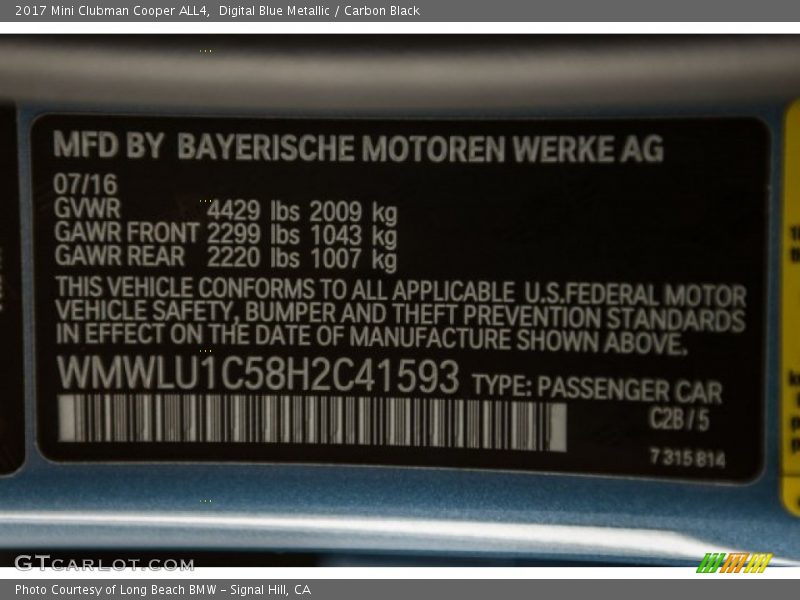 2017 Mini Clubman Cooper ALL4,  Digital Blue Metallic / Carbon Black
MFD BY BAYERISCHE MOTOREN WERKE AG
07/16
GVWR 4429 lbs 2009 kg
GAWR FRONT 2299 lbs 1043 kg
GAWR REAR 2220 lbs 1007 kg
THIS VEHICLE CONFORMS TO ALL APPLICABLE U.S.FEDERAL MOTOR
VEHICLE SAFETY, BUMPER AND THEFT PREVENTION STANDARDS
IN EFFECT ON THE DATE OF MANUFACTURE SHOWN ABOVE.
WMWLU1C58H2C41593 TYPE: PASSENGER CAR
C2B / 5
7 315 814
GTCARLOT.COM
Photo Courtesy of Long Beach BMW - Signal Hill, CA